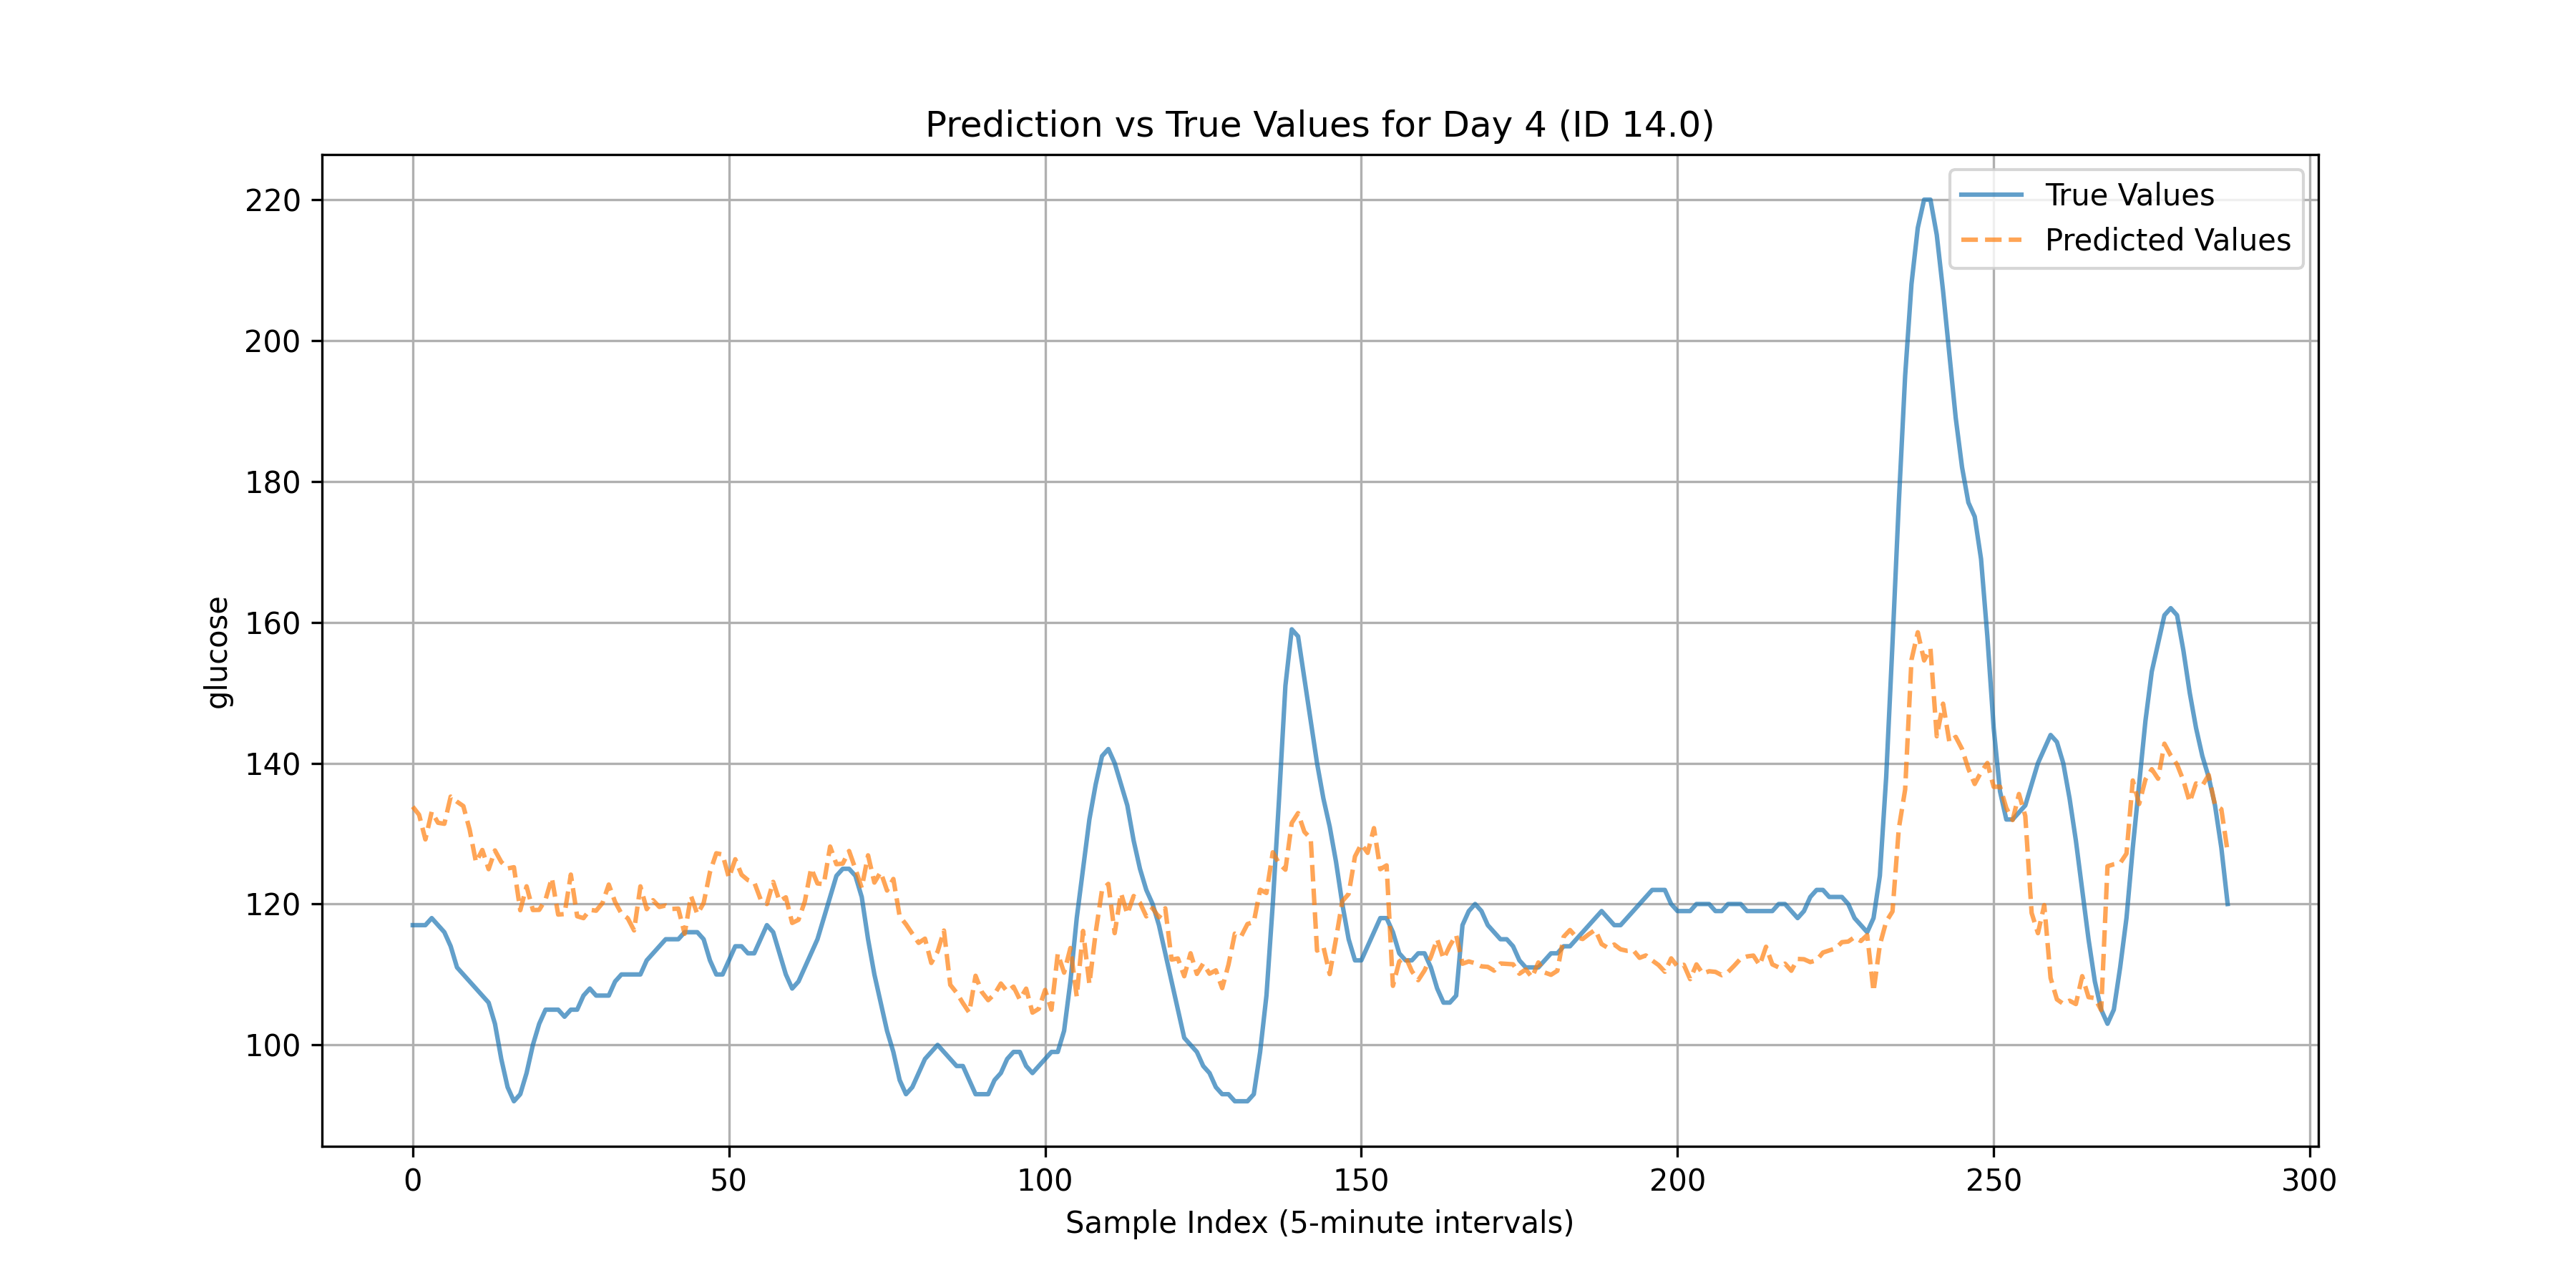 Prediction vs True Values for Day 4 (ID 14.0)
True Values
Predicted Values
glucose
220
200
180
160
140
120
100
0 50 100 150 200 250 300
Sample Index (5-minute intervals)